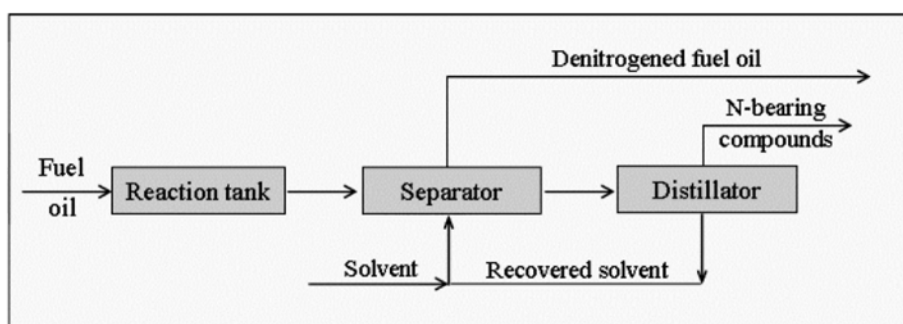 Denitrogened fuel oil
N-bearing
compounds
Fuel
oil
Reaction tank
Separator
Distillator
Solvent
Recovered solvent